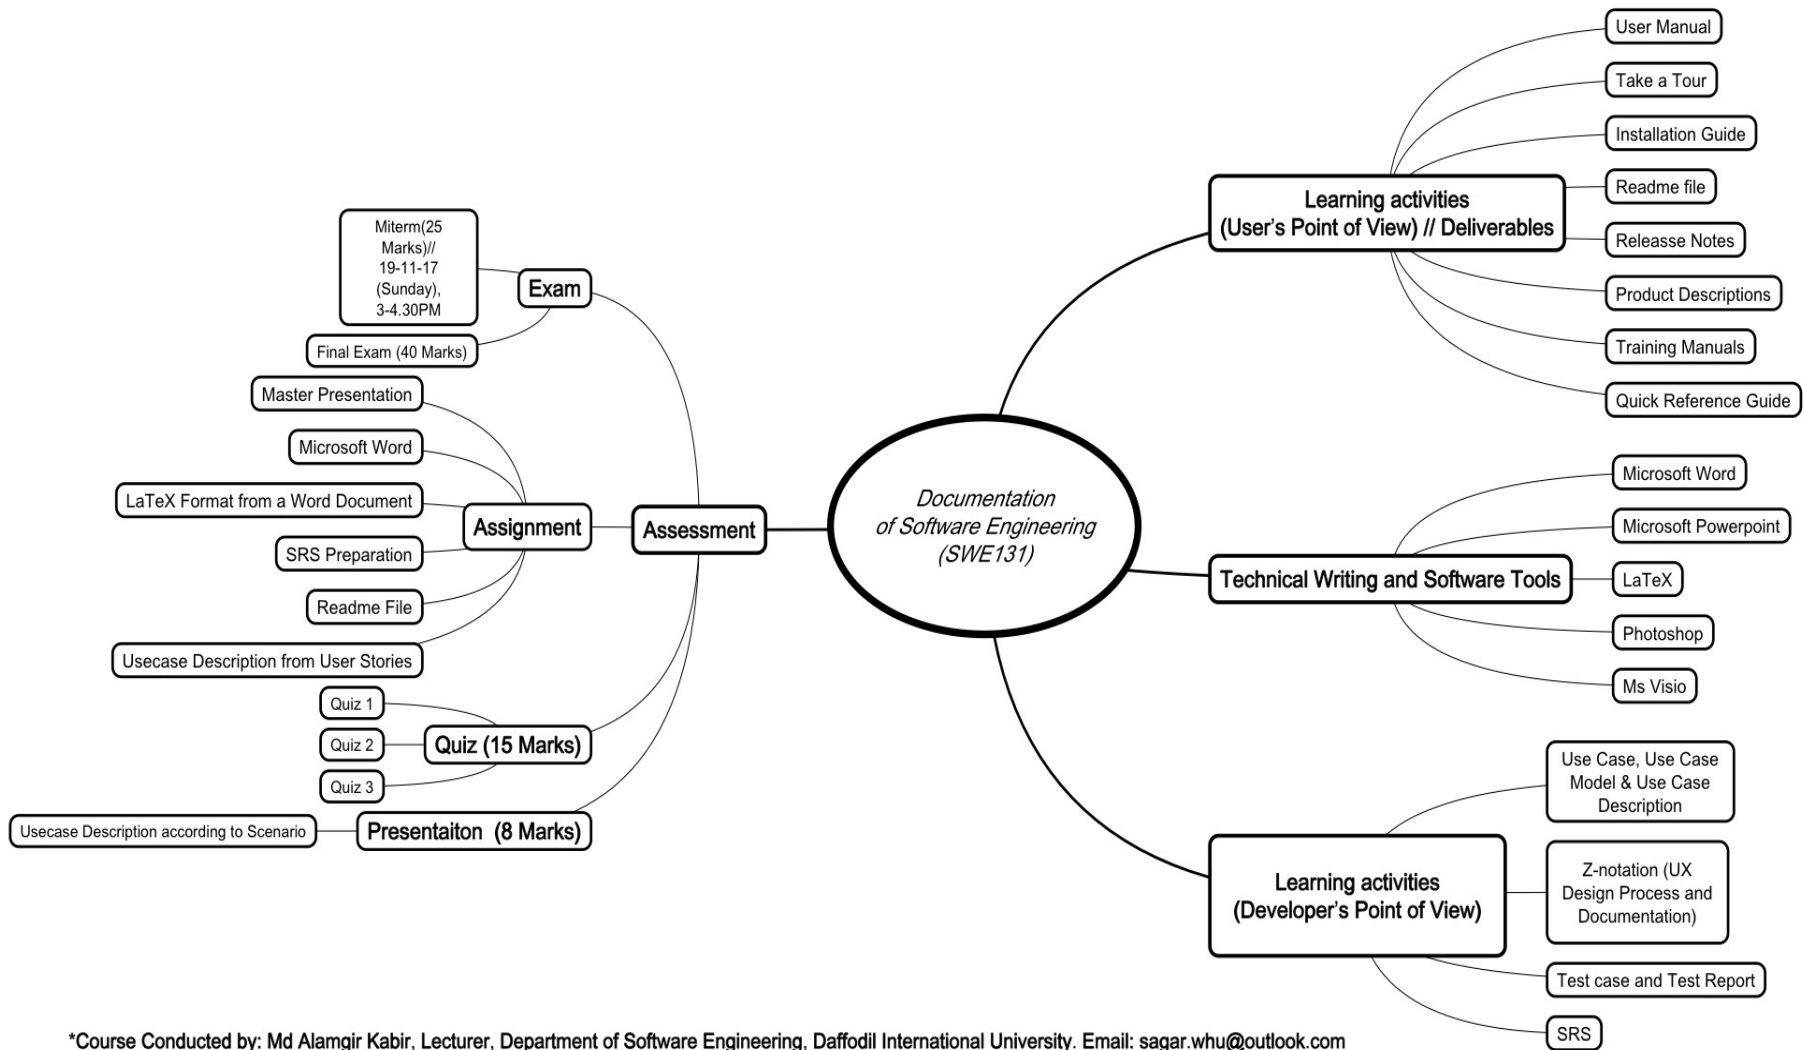 Documentation
of Software Engineering
(SWE131)
Learning activities
(User's Point of View) // Deliverables
User Manual
Take a Tour
Installation Guide
Readme file
Releasse Notes
Product Descriptions
Training Manuals
Quick Reference Guide
Technical Writing and Software Tools
Microsoft Word
Microsoft Powerpoint
LaTeX
Photoshop
Ms Visio
Learning activities
(Developer's Point of View)
Use Case, Use Case
Model & Use Case
Description
Z-notation (UX
Design Process and
Documentation)
Test case and Test Report
SRS
Assessment
Exam
Miterm(25
Marks)//
19-11-17
(Sunday),
3-4.30PM
Final Exam (40 Marks)
Assignment
Master Presentation
Microsoft Word
LaTeX Format from a Word Document
SRS Preparation
Readme File
Usecase Description from User Stories
Quiz (15 Marks)
Quiz 1
Quiz 2
Quiz 3
Presentaiton (8 Marks)
Usecase Description according to Scenario
*Course Conducted by: Md Alamgir Kabir, Lecturer, Department of Software Engineering, Daffodil International University. Email: sagar.whu@outlook.com